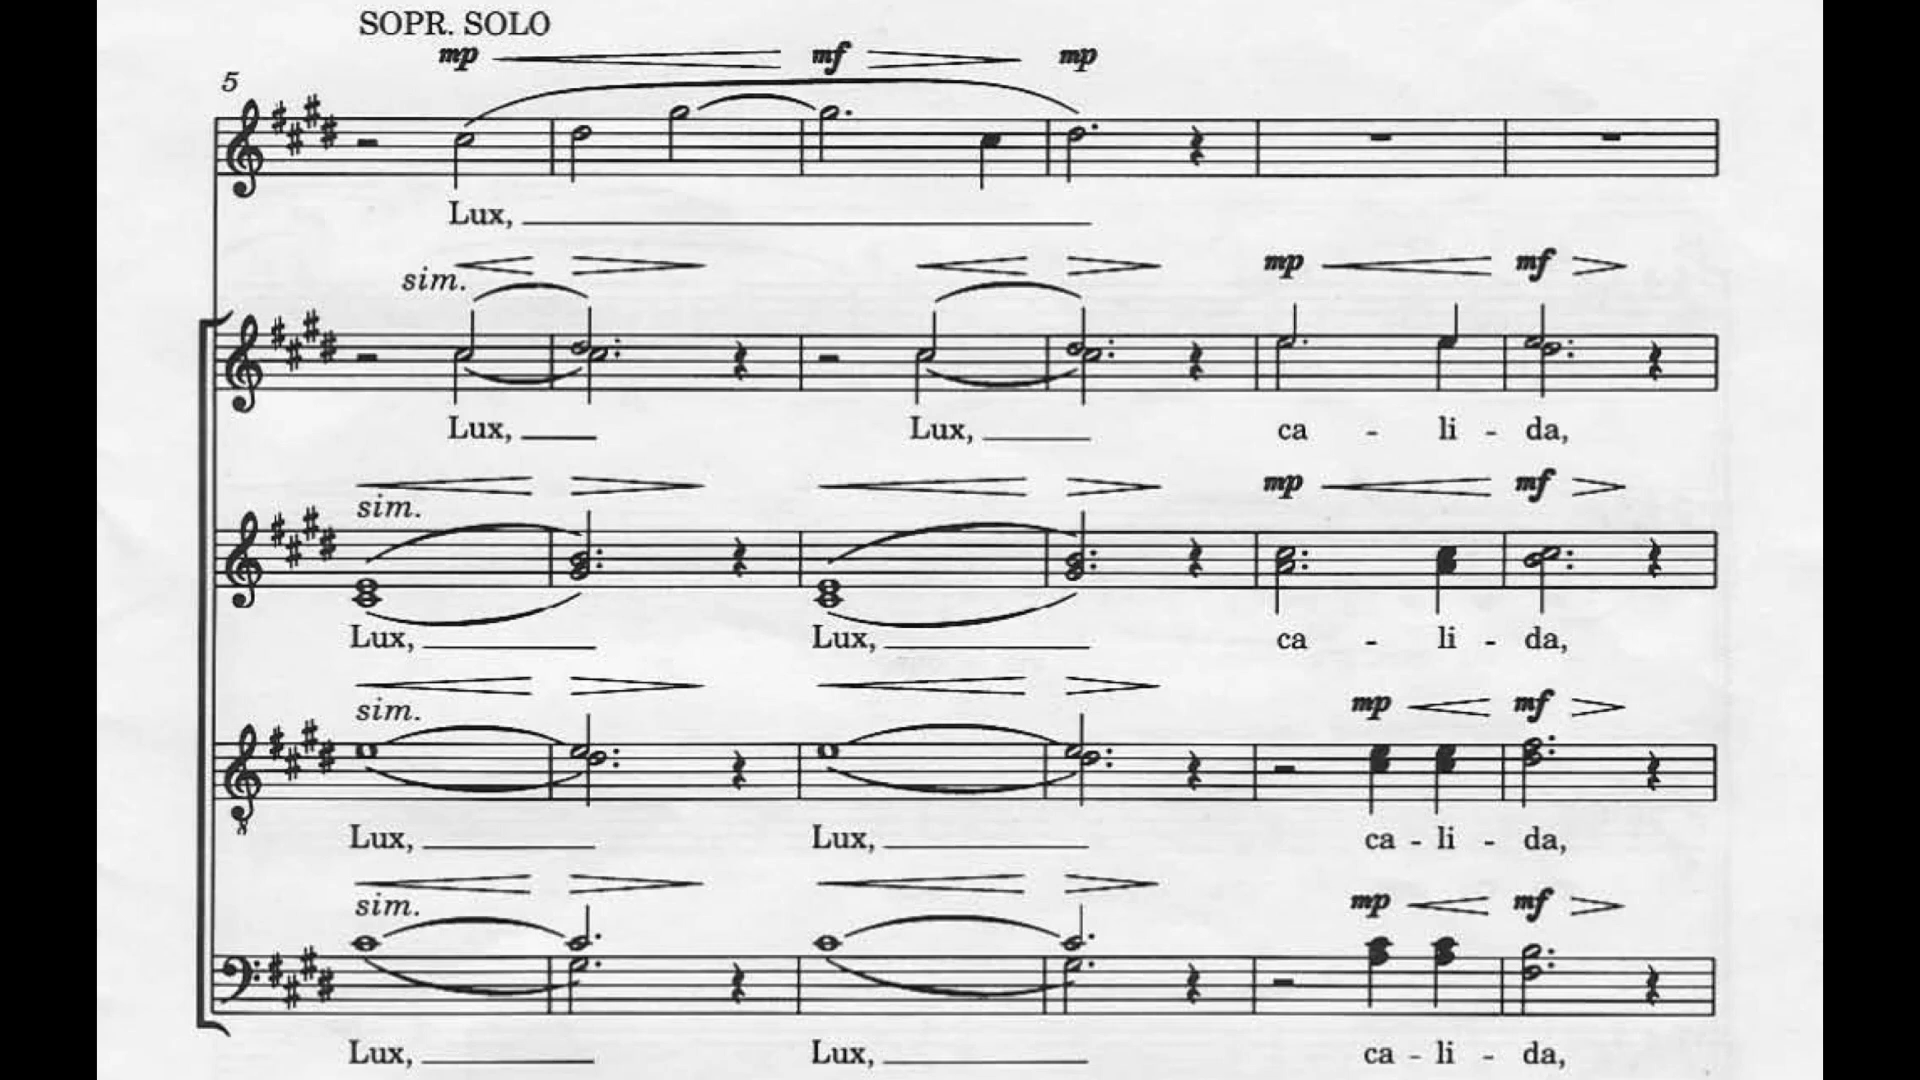 SOPR. SOLO
mp mf mp
5
Lux,
sim. mp mf
Lux, Lux, ca - li - da,
mp mf
sim.
Lux, Lux, ca - li - da,
sim. mp mf
8
Lux, Lux, ca - li - da,
sim. mp mf
Lux, Lux, ca - li - da,